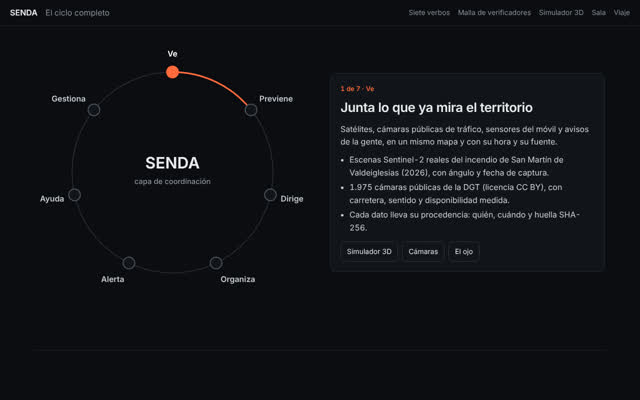 SENDA El ciclo completo Siete verbos Malla de verificadores Simulador 3D Sala Viaje
Ve
Gestiona
Previene
SENDA
capa de coordinación
Ayuda
Dirige
Alerta
Organiza
1 de 7 · Ve
Junta lo que ya mira el territorio
Satélites, cámaras públicas de tráfico, sensores del móvil y avisos
de la gente, en un mismo mapa y con su hora y su fuente.
• Escenas Sentinel-2 reales del incendio de San Martín de
Valdeiglesias (2026), con ángulo y fecha de captura.
• 1.975 cámaras públicas de la DGT (licencia CC BY), con
carretera, sentido y disponibilidad medida.
• Cada dato lleva su procedencia: quién, cuándo y huella SHA-
256.
Simulador 3D Cámaras El ojo